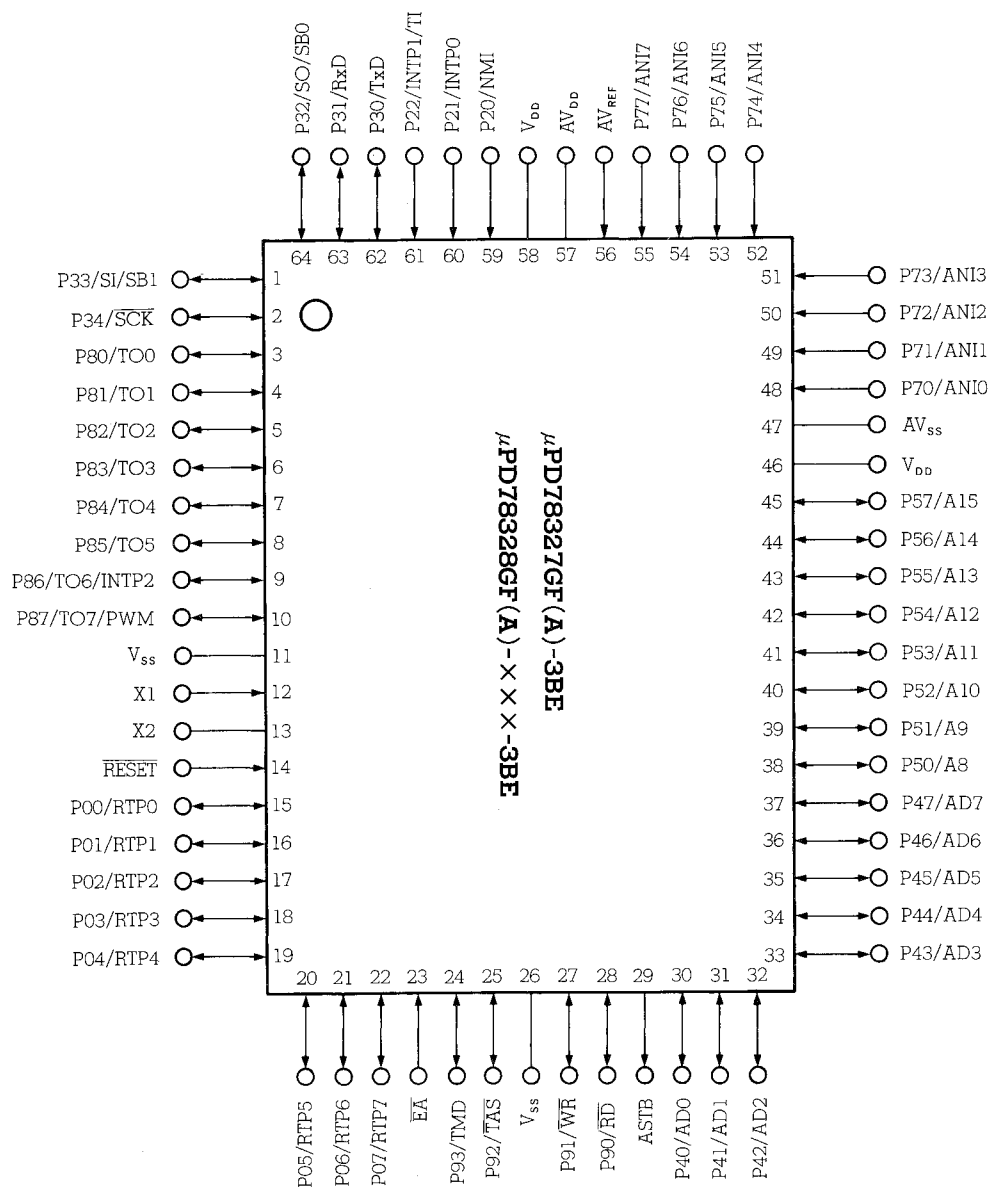 P32/SO/SB0
P31/RxD
P30/TxD
P22/INTP1/TI
P21/INTP0
P20/NMI
VDD
AVDD
AVREF
P77/ANI7
P76/ANI6
P75/ANI5
P74/ANI4
64 63 62 61 60 59 58 57 56 55 54 53 52
P33/SI/SB1 1
P34/S̅C̅K̅ 2
P80/TO0 3
P81/TO1 4
P82/TO2 5
P83/TO3 6
P84/TO4 7
P85/TO5 8
P86/TO6/INTP2 9
P87/TO7/PWM 10
VSS 11
X1 12
X2 13
R̅E̅S̅E̅T̅ 14
P00/RTP0 15
P01/RTP1 16
P02/RTP2 17
P03/RTP3 18
P04/RTP4 19
μPD78327GF(A)-3BE
μPD78328GF(A)-×××-3BE
51 P73/ANI3
50 P72/ANI2
49 P71/ANI1
48 P70/ANI0
47 AVSS
46 VDD
45 P57/A15
44 P56/A14
43 P55/A13
42 P54/A12
41 P53/A11
40 P52/A10
39 P51/A9
38 P50/A8
37 P47/AD7
36 P46/AD6
35 P45/AD5
34 P44/AD4
33 P43/AD3
20 21 22 23 24 25 26 27 28 29 30 31 32
P05/RTP5
P06/RTP6
P07/RTP7
E̅A̅
P93/TMD
P92/T̅A̅S̅
VSS
P91/W̅R̅
P90/R̅D̅
ASTB
P40/AD0
P41/AD1
P42/AD2